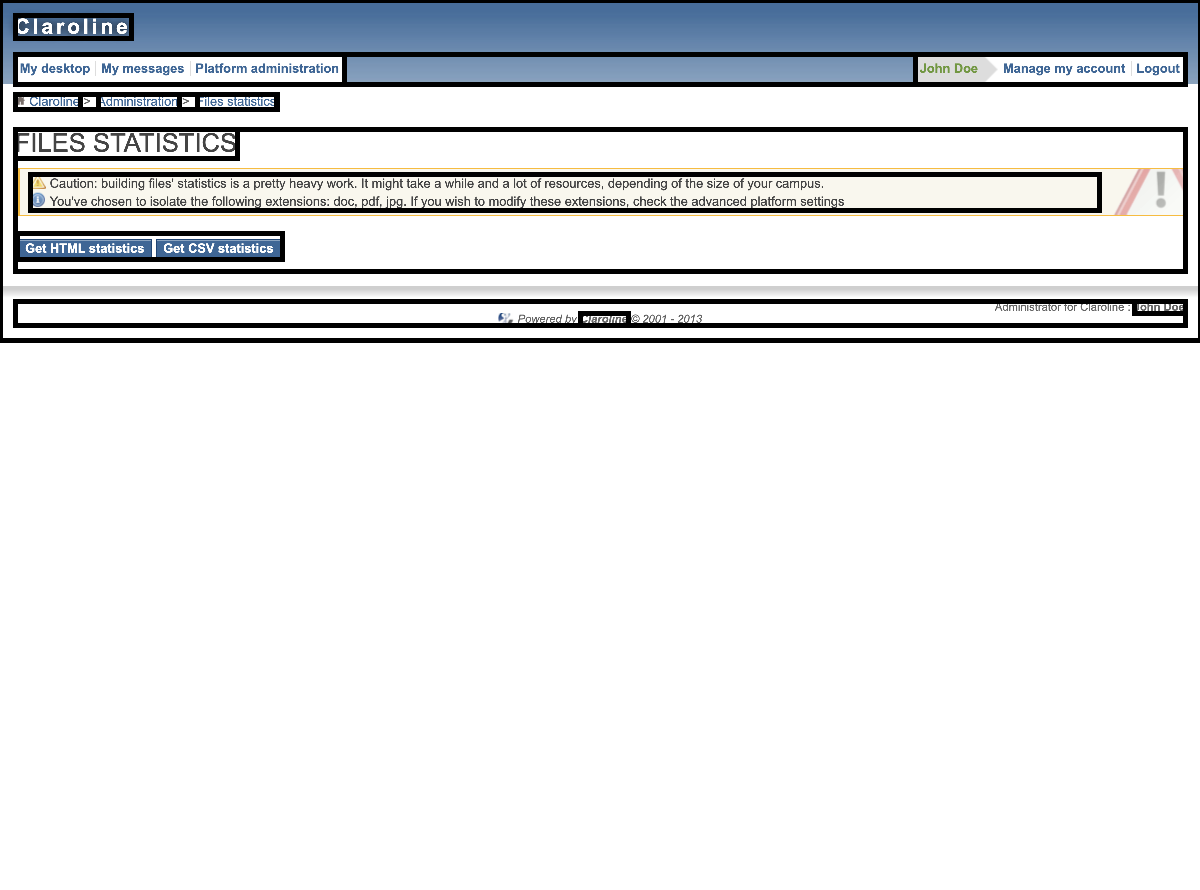 Claroline
My desktop My messages Platform administration John Doe Manage my account Logout
Claroline > Administration > Files statistics
FILES STATISTICS
Caution: building files' statistics is a pretty heavy work. It might take a while and a lot of resources, depending of the size of your campus.
You've chosen to isolate the following extensions: doc, pdf, jpg. If you wish to modify these extensions, check the advanced platform settings
Get HTML statistics Get CSV statistics
Administrator for Claroline : John Doe
Powered by Claroline © 2001 - 2013